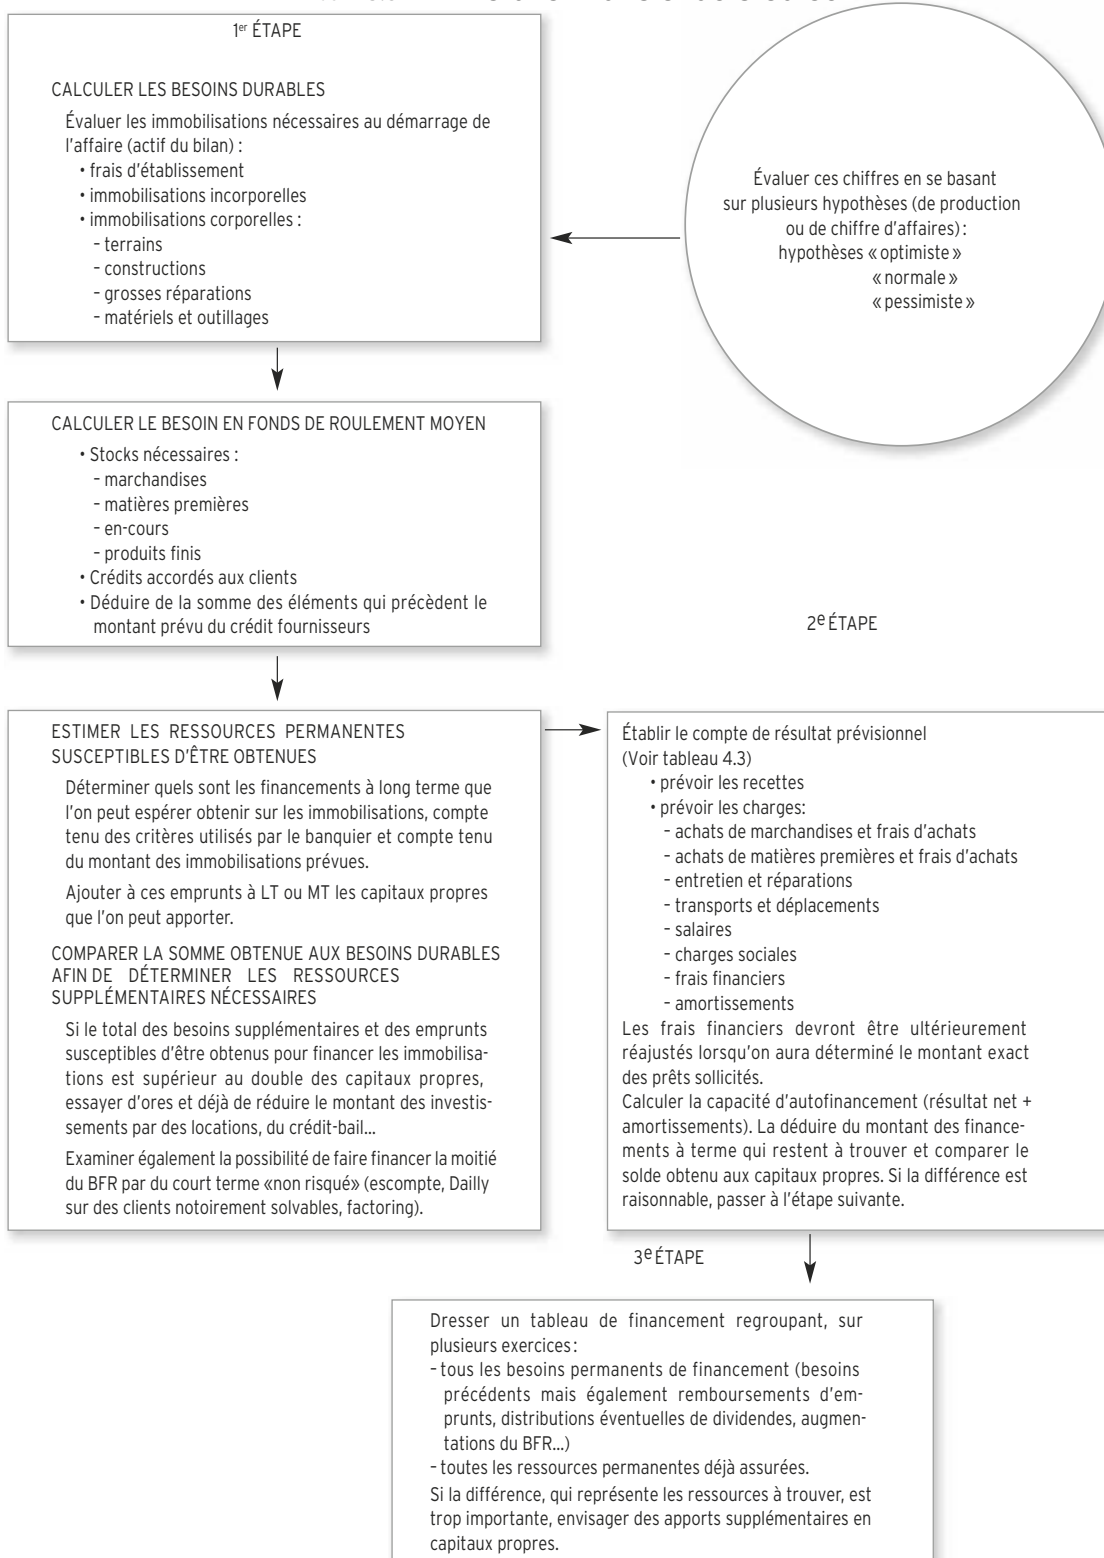 1er ÉTAPE
CALCULER LES BESOINS DURABLES
Évaluer les immobilisations nécessaires au démarrage de
l'affaire (actif du bilan) :
• frais d'établissement
• immobilisations incorporelles
• immobilisations corporelles :
– terrains
– constructions
– grosses réparations
– matériels et outillages
Évaluer ces chiffres en se basant
sur plusieurs hypothèses (de production
ou de chiffre d'affaires) :
hypothèses « optimiste »
« normale »
« pessimiste »
CALCULER LE BESOIN EN FONDS DE ROULEMENT MOYEN
• Stocks nécessaires :
– marchandises
– matières premières
– en-cours
– produits finis
• Crédits accordés aux clients
• Déduire de la somme des éléments qui précèdent le
montant prévu du crédit fournisseurs
ESTIMER LES RESSOURCES PERMANENTES
SUSCEPTIBLES D'ÊTRE OBTENUES
Déterminer quels sont les financements à long terme que
l'on peut espérer obtenir sur les immobilisations, compte
tenu des critères utilisés par le banquier et compte tenu
du montant des immobilisations prévues.
Ajouter à ces emprunts à LT ou MT les capitaux propres
que l'on peut apporter.
COMPARER LA SOMME OBTENUE AUX BESOINS DURABLES
AFIN DE DÉTERMINER LES RESSOURCES
SUPPLÉMENTAIRES NÉCESSAIRES
Si le total des besoins supplémentaires et des emprunts
susceptibles d'être obtenus pour financer les immobilisa-
tions est supérieur au double des capitaux propres,
essayer d'ores et déjà de réduire le montant des investis-
sements par des locations, du crédit-bail...
Examiner également la possibilité de faire financer la moitié
du BFR par du court terme «non risqué» (escompte, Dailly
sur des clients notoirement solvables, factoring).
2e ÉTAPE
Établir le compte de résultat prévisionnel
(Voir tableau 4.3)
• prévoir les recettes
• prévoir les charges:
– achats de marchandises et frais d'achats
– achats de matières premières et frais d'achats
– entretien et réparations
– transports et déplacements
– salaires
– charges sociales
– frais financiers
– amortissements
Les frais financiers devront être ultérieurement
réajustés lorsqu'on aura déterminé le montant exact
des prêts sollicités.
Calculer la capacité d'autofinancement (résultat net +
amortissements). La déduire du montant des finance-
ments à terme qui restent à trouver et comparer le
solde obtenu aux capitaux propres. Si la différence est
raisonnable, passer à l'étape suivante.
3e ÉTAPE
Dresser un tableau de financement regroupant, sur
plusieurs exercices :
– tous les besoins permanents de financement (besoins
précédents mais également remboursements d'em-
prunts, distributions éventuelles de dividendes, augmen-
tations du BFR...)
– toutes les ressources permanentes déjà assurées.
Si la différence, qui représente les ressources à trouver, est
trop importante, envisager des apports supplémentaires en
capitaux propres.